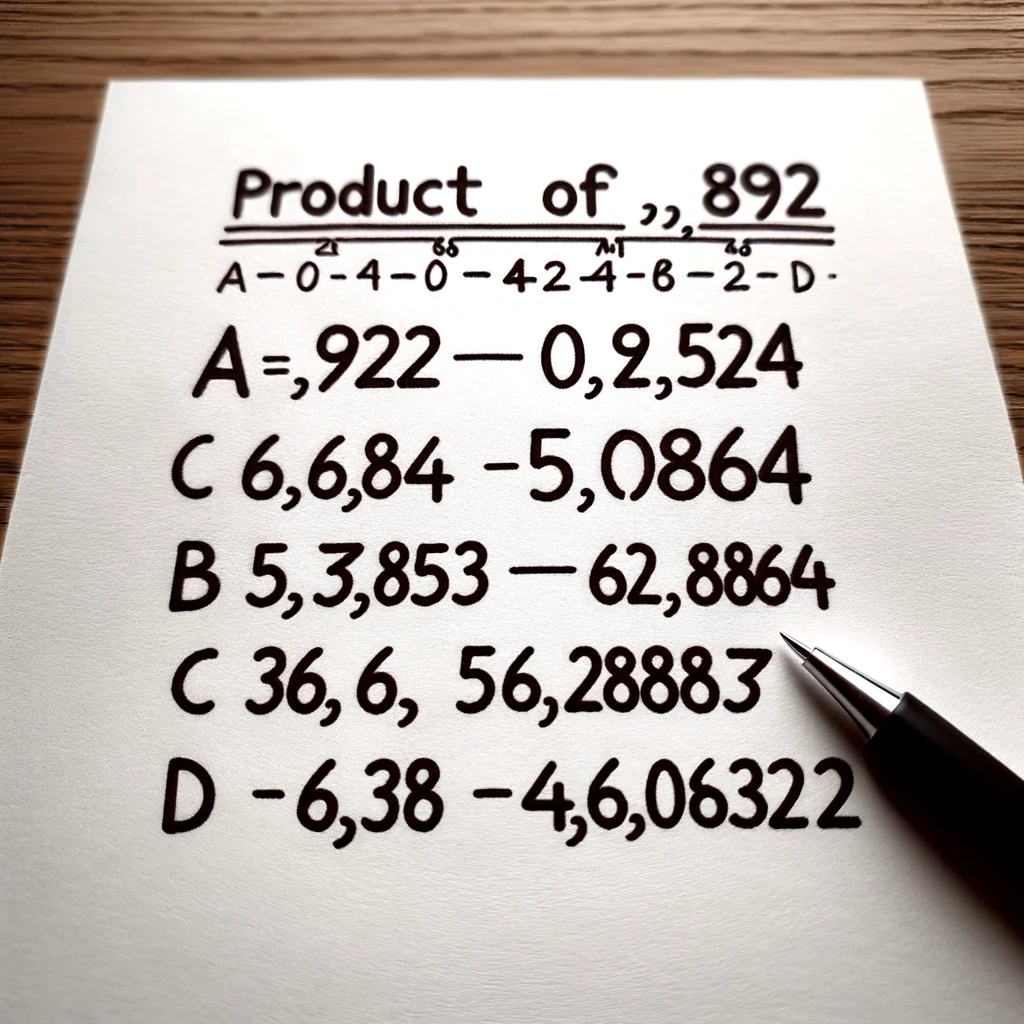 Product of ,,,892
A-0-4-0-424-B-2-D.
A=,922—0,2,524
C 6,6,84 -5,0864
B 5,3,853 — 62,8864
C 36,6, 56,28883
D -6,38 -4,6,06322